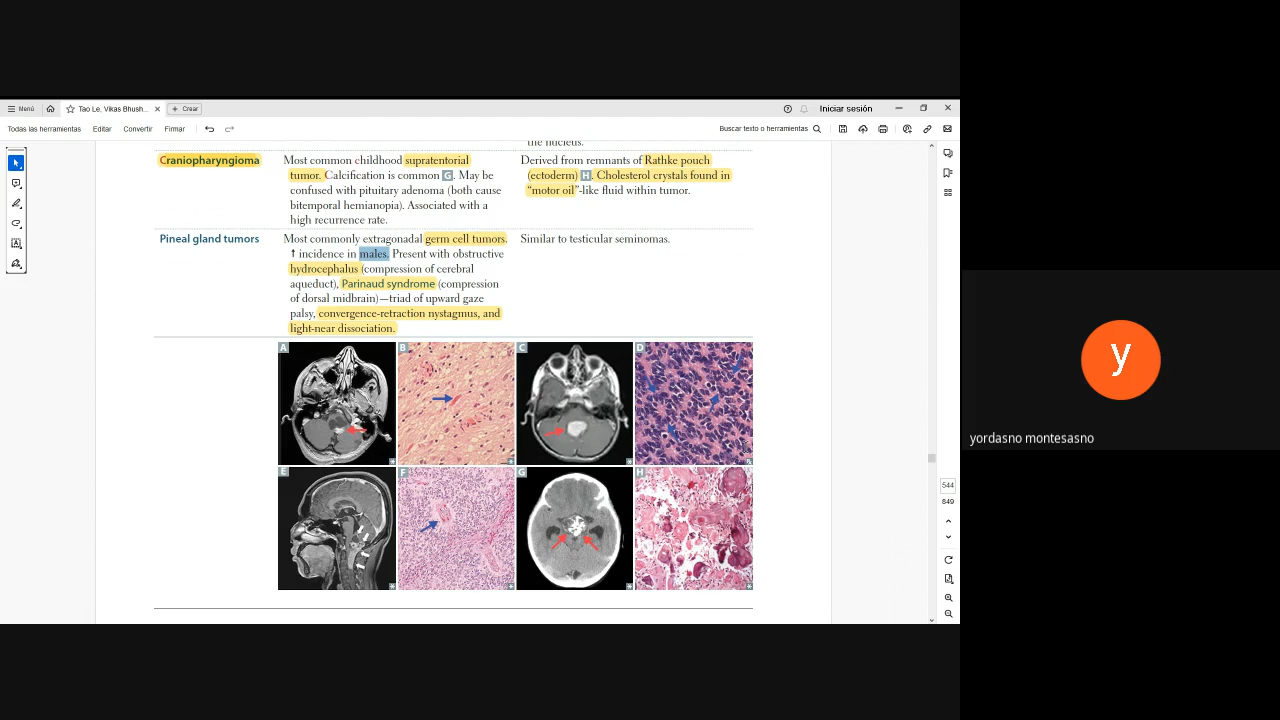 Menú
Tao Le, Vikas Bhush...
Crear
Iniciar sesión
Todas las herramientas
Editar
Convertir
Firmar
Buscar texto o herramientas
the nucleus.
Craniopharyngioma
Most common childhood supratentorial
tumor. Calcification is common G. May be
confused with pituitary adenoma (both cause
bitemporal hemianopia). Associated with a
high recurrence rate.
Derived from remnants of Rathke pouch
(ectoderm) H. Cholesterol crystals found in
“motor oil”-like fluid within tumor.
Pineal gland tumors
Most commonly extragonadal germ cell tumors.
↑ incidence in males. Present with obstructive
hydrocephalus (compression of cerebral
aqueduct), Parinaud syndrome (compression
of dorsal midbrain)—triad of upward gaze
palsy, convergence-retraction nystagmus, and
light-near dissociation.
Similar to testicular seminomas.
A
B
C
D
E
F
G
H
544
849
y
yordasno montesasno